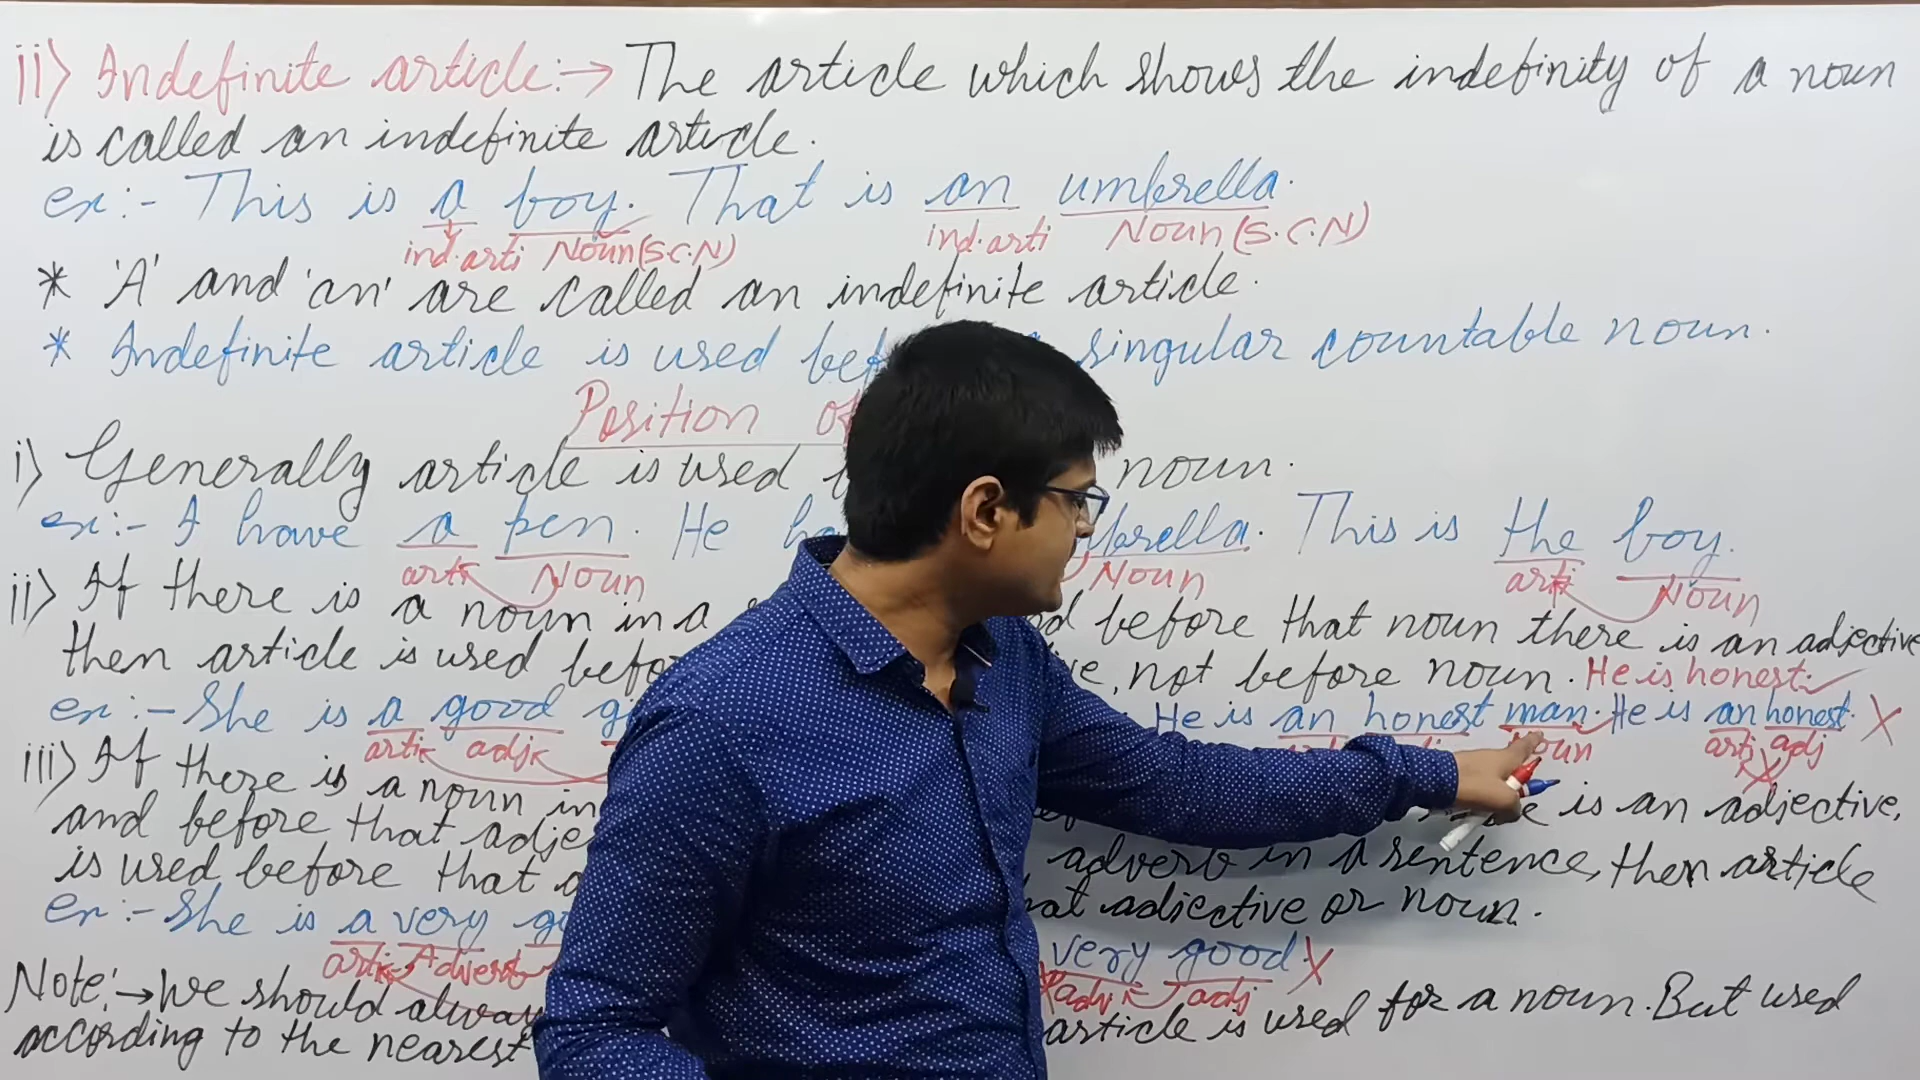 ii) Indefinite article:→ The article which shows the indefinity of a noun
is called an indefinite article.
ex:- This is a boy. That is an umbrella.
ind.arti Noun(S.C.N) ind.arti Noun(S.C.N)
* 'A' and 'an' are called an indefinite article.
* Indefinite article is used singular countable noun.
Position of
i) Generally article is used noun.
ex:- I have a pen. He This is the boy.
arti Noun Noun arti Noun
ii) If there is a noun in a before that noun there is an adjective
then article is used , not before noun. He is honest. ✓
ex:- She is a good He is an honest man. He is an honest. X
arti adj Noun arti adj
X
iii) If there is a noun in is an adjective,
and before that adverb in a sentence, then article
is used before that adjective or noun.
ex:- She is a very very good X
arti Adverb adv adj
Note:→ We should article is used for a noun. But used
according to the nearest